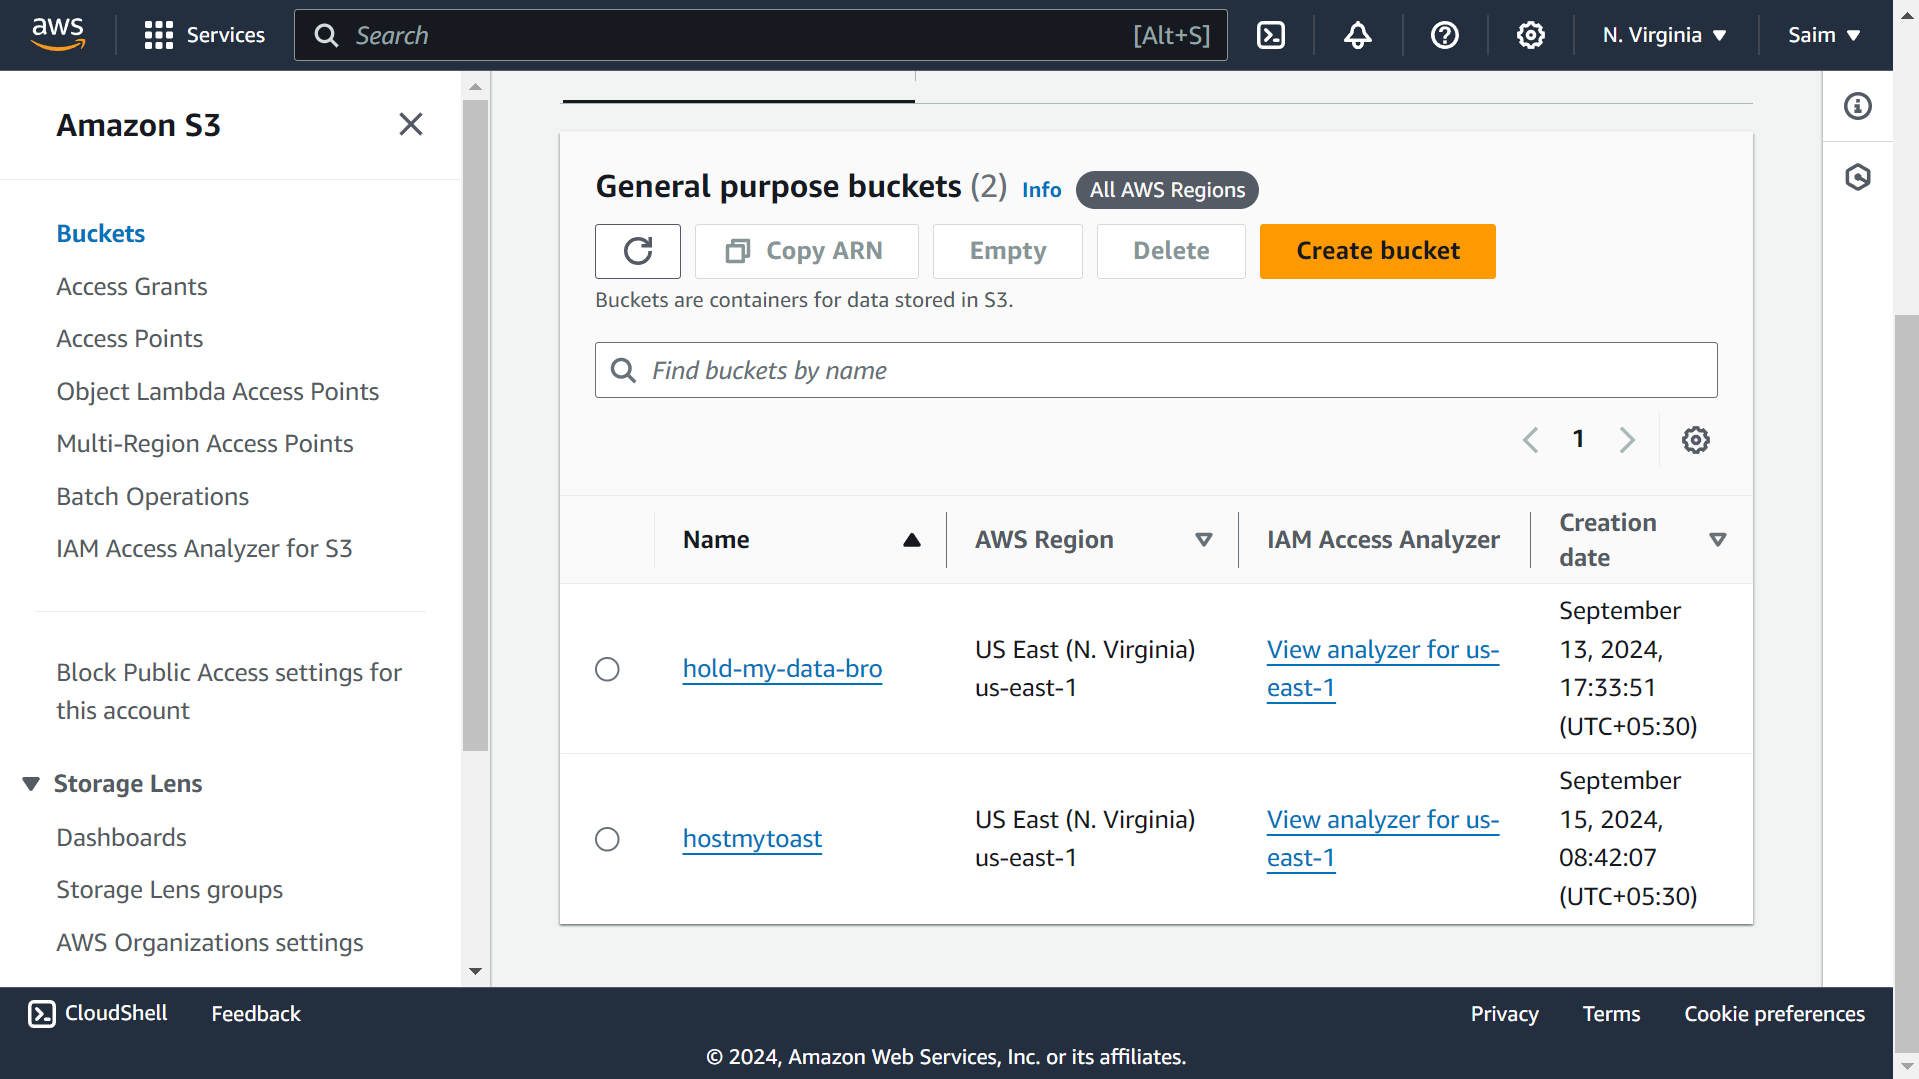 aws
Services
Search
[Alt+S]
N. Virginia
Saim
Amazon S3
Buckets
Access Grants
Access Points
Object Lambda Access Points
Multi-Region Access Points
Batch Operations
IAM Access Analyzer for S3
Block Public Access settings for
this account
Storage Lens
Dashboards
Storage Lens groups
AWS Organizations settings
General purpose buckets (2) Info All AWS Regions
Copy ARN
Empty
Delete
Create bucket
Buckets are containers for data stored in S3.
Find buckets by name
1
Name
AWS Region
IAM Access Analyzer
Creation
date
hold-my-data-bro
US East (N. Virginia)
us-east-1
View analyzer for us-
east-1
September
13, 2024,
17:33:51
(UTC+05:30)
hostmytoast
US East (N. Virginia)
us-east-1
View analyzer for us-
east-1
September
15, 2024,
08:42:07
(UTC+05:30)
CloudShell
Feedback
Privacy
Terms
Cookie preferences
© 2024, Amazon Web Services, Inc. or its affiliates.